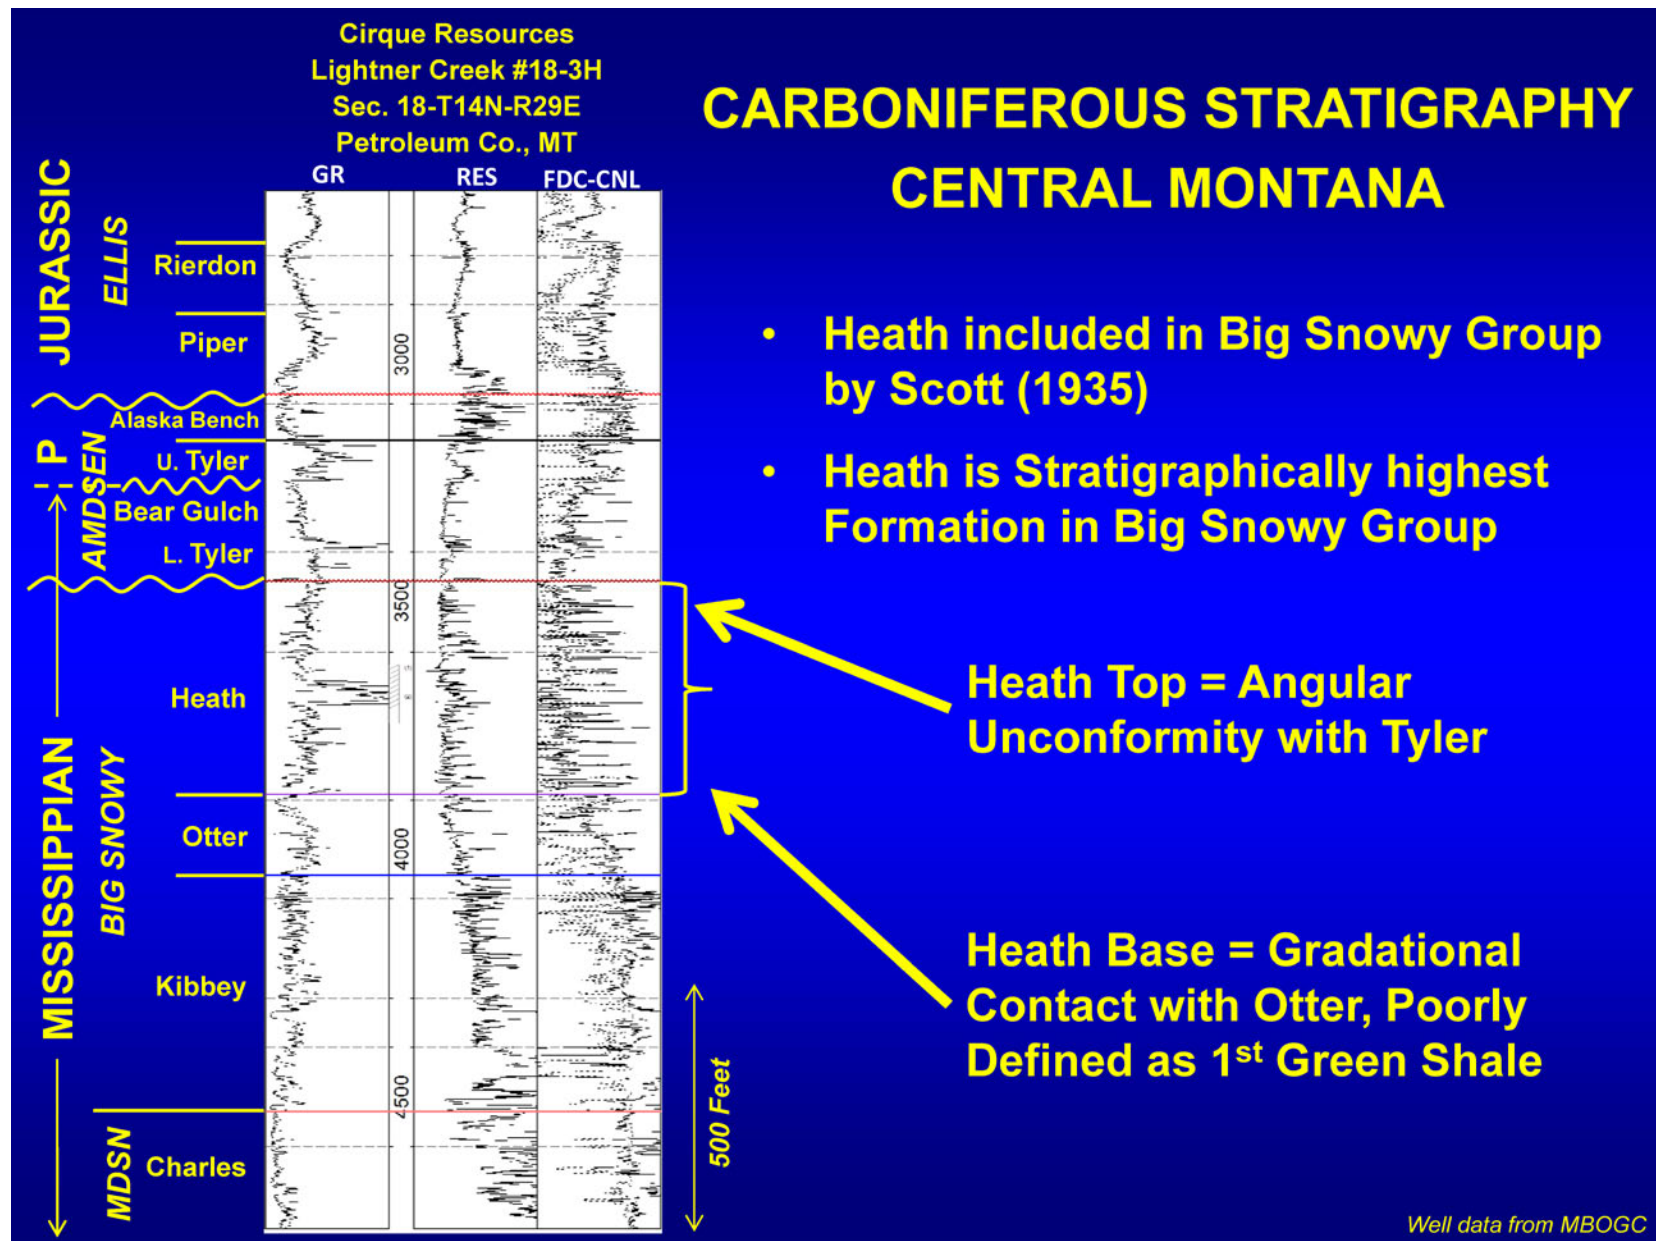 Cirque Resources
Lightner Creek #18-3H
Sec. 18-T14N-R29E
Petroleum Co., MT
GR RES FDC-CNL
CARBONIFEROUS STRATIGRAPHY
CENTRAL MONTANA
JURASSIC
ELLIS
Rierdon
Piper
P
AMDSEN
Alaska Bench
U. Tyler
Bear Gulch
L. Tyler
MISSISSIPPIAN
BIG SNOWY
Heath
Otter
Kibbey
MDSN
Charles
3000
3500
4000
4500
500 Feet
• Heath included in Big Snowy Group
by Scott (1935)
• Heath is Stratigraphically highest
Formation in Big Snowy Group
Heath Top = Angular
Unconformity with Tyler
Heath Base = Gradational
Contact with Otter, Poorly
Defined as 1st Green Shale
Well data from MBOGC